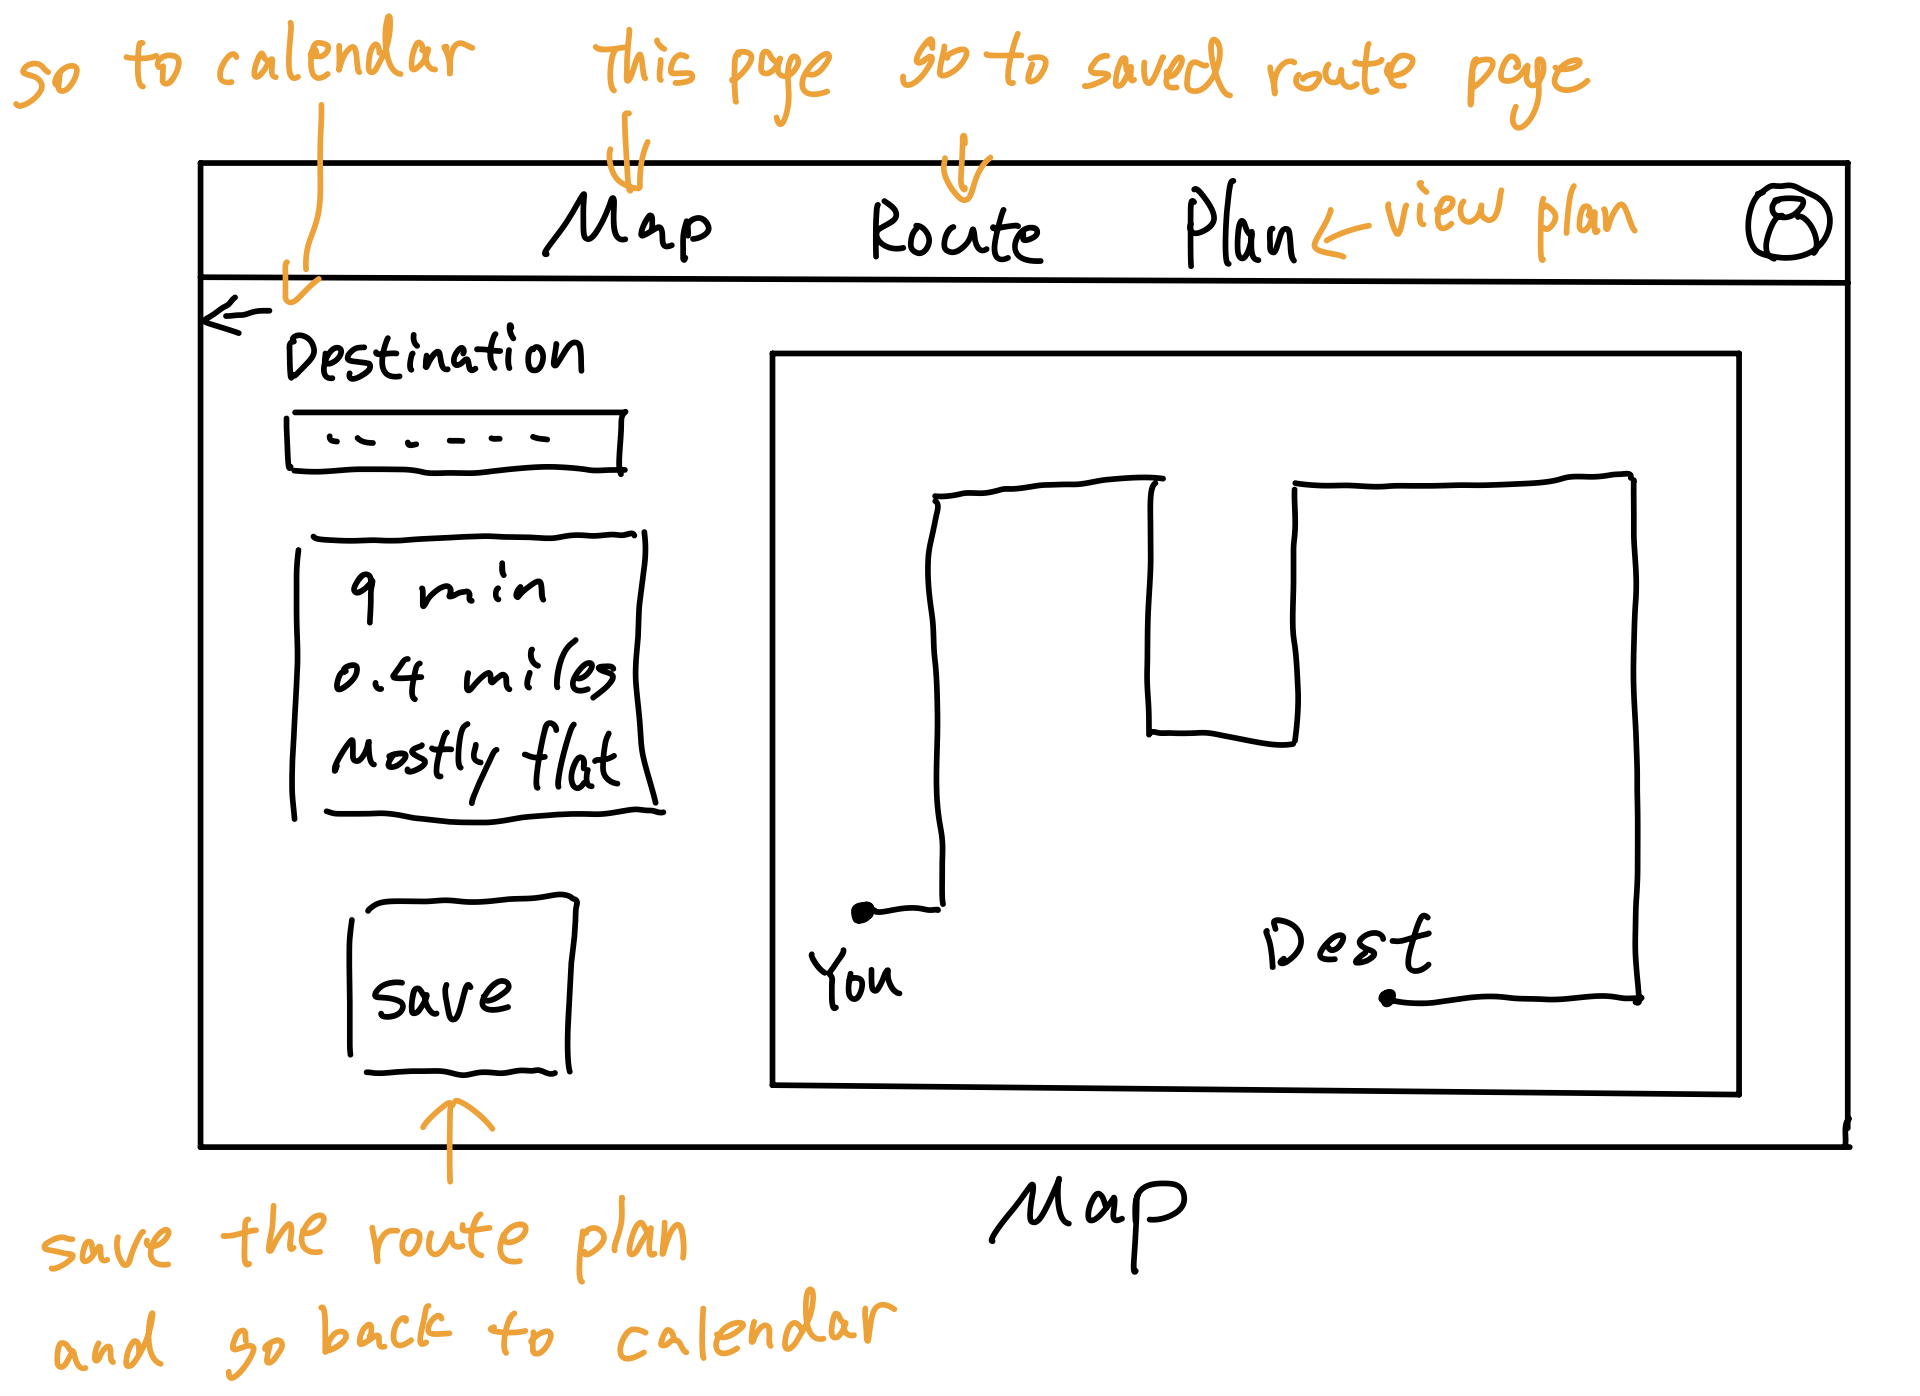 go to calendar this page go to saved route page
Map Route Plan view plan
Destination
9 min
0.4 miles
Mostly flat
You Dest
save
Map
save the route plan
and go back to calendar